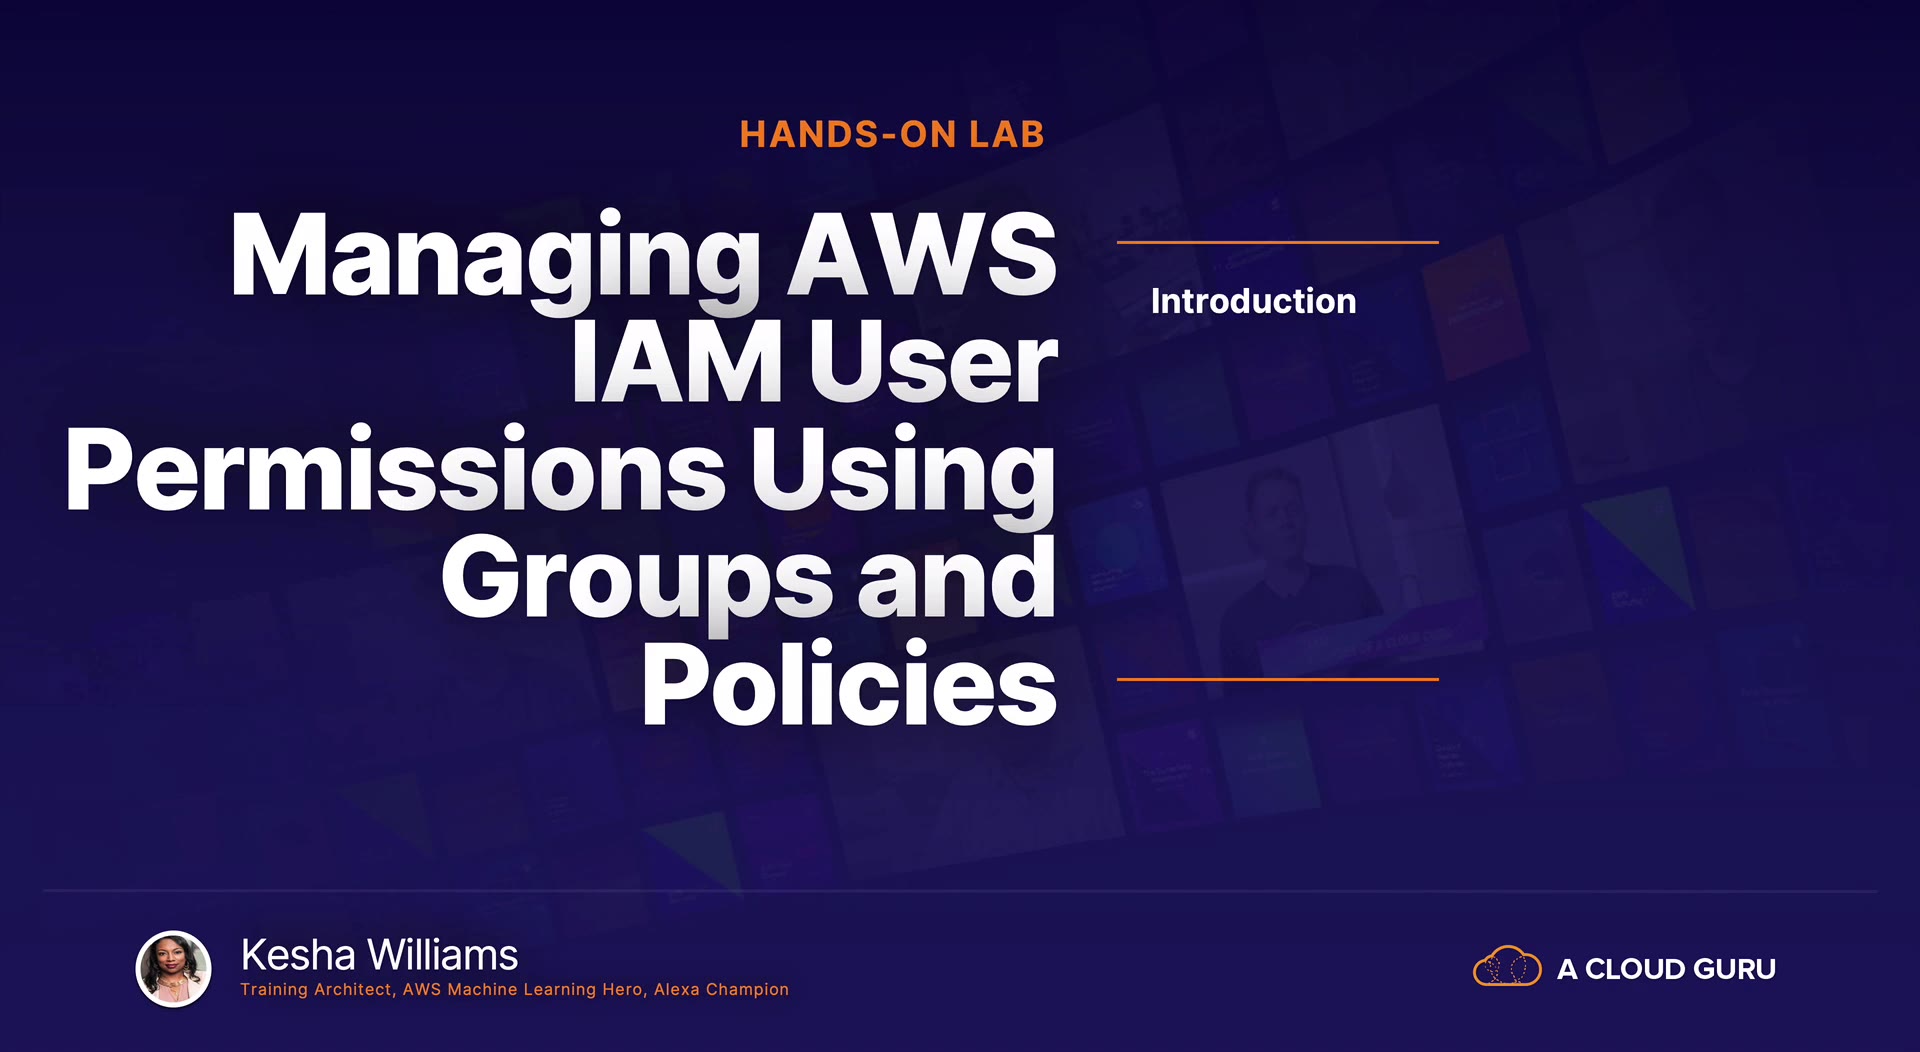 HANDS-ON LAB
Managing AWS
IAM User
Permissions Using
Groups and
Policies
Introduction
Kesha Williams
Training Architect, AWS Machine Learning Hero, Alexa Champion
A CLOUD GURU